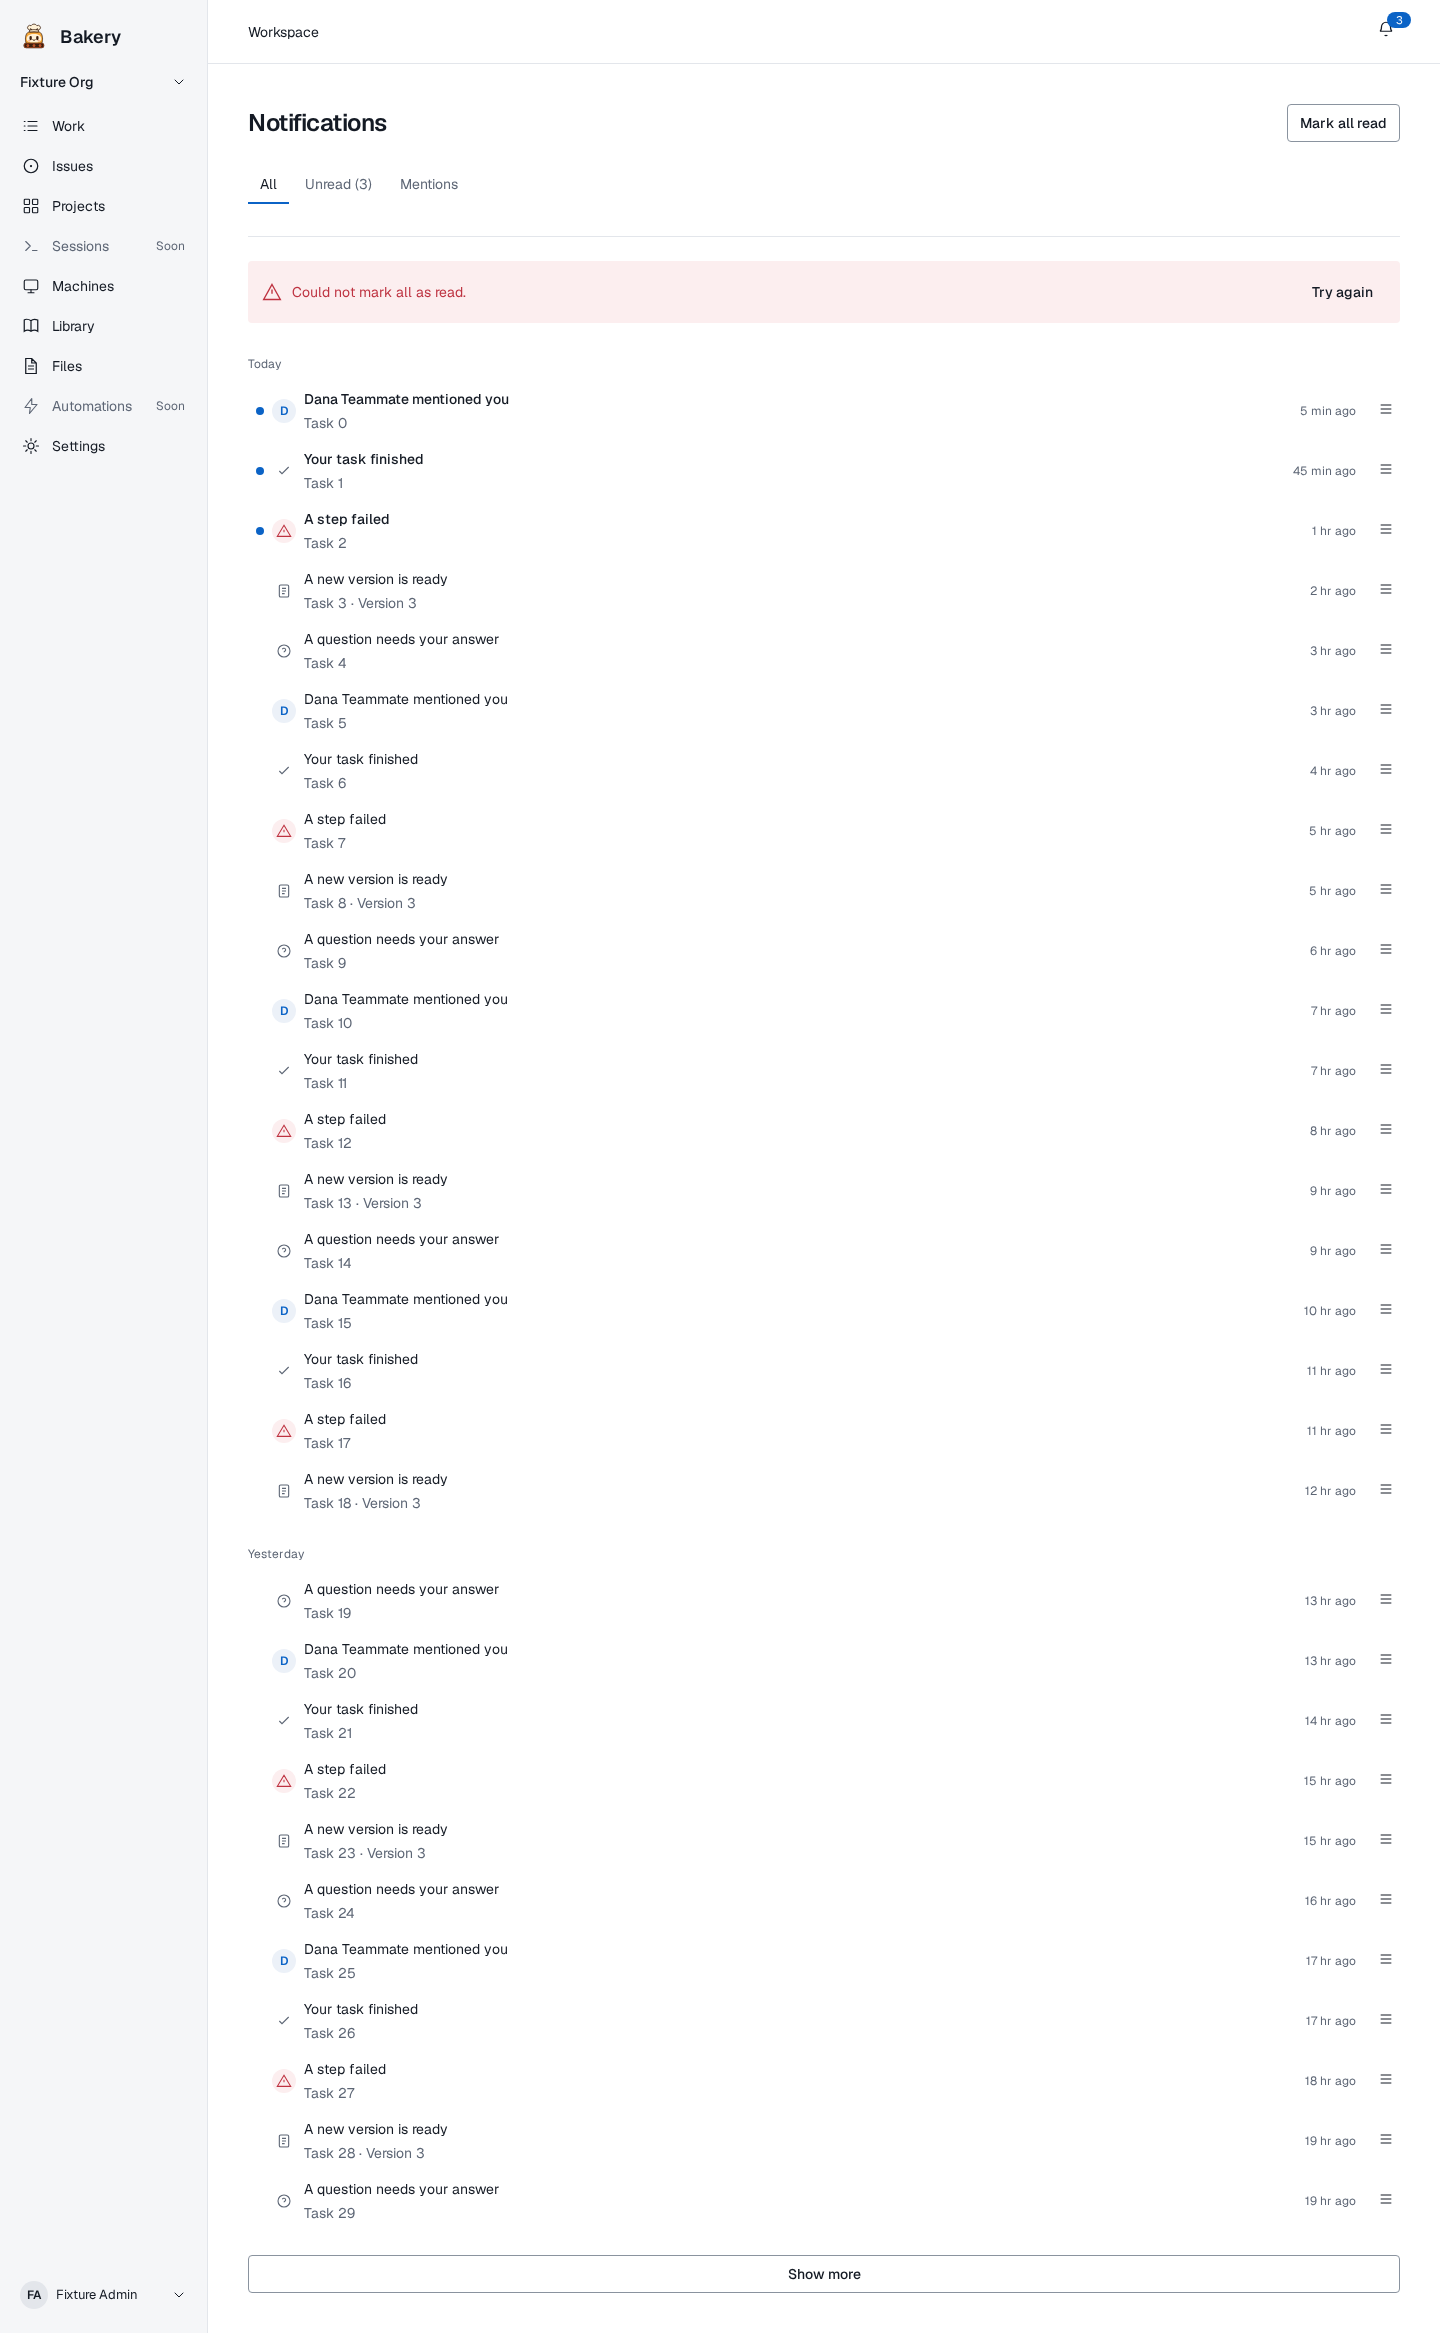 Bakery
Fixture Org
Work
Issues
Projects
Sessions Soon
Machines
Library
Files
Automations Soon
Settings
FA Fixture Admin
Workspace
3
Notifications
Mark all read
All Unread (3) Mentions
Could not mark all as read. Try again
Today
D Dana Teammate mentioned you
Task 0
5 min ago
Your task finished
Task 1
45 min ago
A step failed
Task 2
1 hr ago
A new version is ready
Task 3 · Version 3
2 hr ago
A question needs your answer
Task 4
3 hr ago
D Dana Teammate mentioned you
Task 5
3 hr ago
Your task finished
Task 6
4 hr ago
A step failed
Task 7
5 hr ago
A new version is ready
Task 8 · Version 3
5 hr ago
A question needs your answer
Task 9
6 hr ago
D Dana Teammate mentioned you
Task 10
7 hr ago
Your task finished
Task 11
7 hr ago
A step failed
Task 12
8 hr ago
A new version is ready
Task 13 · Version 3
9 hr ago
A question needs your answer
Task 14
9 hr ago
D Dana Teammate mentioned you
Task 15
10 hr ago
Your task finished
Task 16
11 hr ago
A step failed
Task 17
11 hr ago
A new version is ready
Task 18 · Version 3
12 hr ago
Yesterday
A question needs your answer
Task 19
13 hr ago
D Dana Teammate mentioned you
Task 20
13 hr ago
Your task finished
Task 21
14 hr ago
A step failed
Task 22
15 hr ago
A new version is ready
Task 23 · Version 3
15 hr ago
A question needs your answer
Task 24
16 hr ago
D Dana Teammate mentioned you
Task 25
17 hr ago
Your task finished
Task 26
17 hr ago
A step failed
Task 27
18 hr ago
A new version is ready
Task 28 · Version 3
19 hr ago
A question needs your answer
Task 29
19 hr ago
Show more